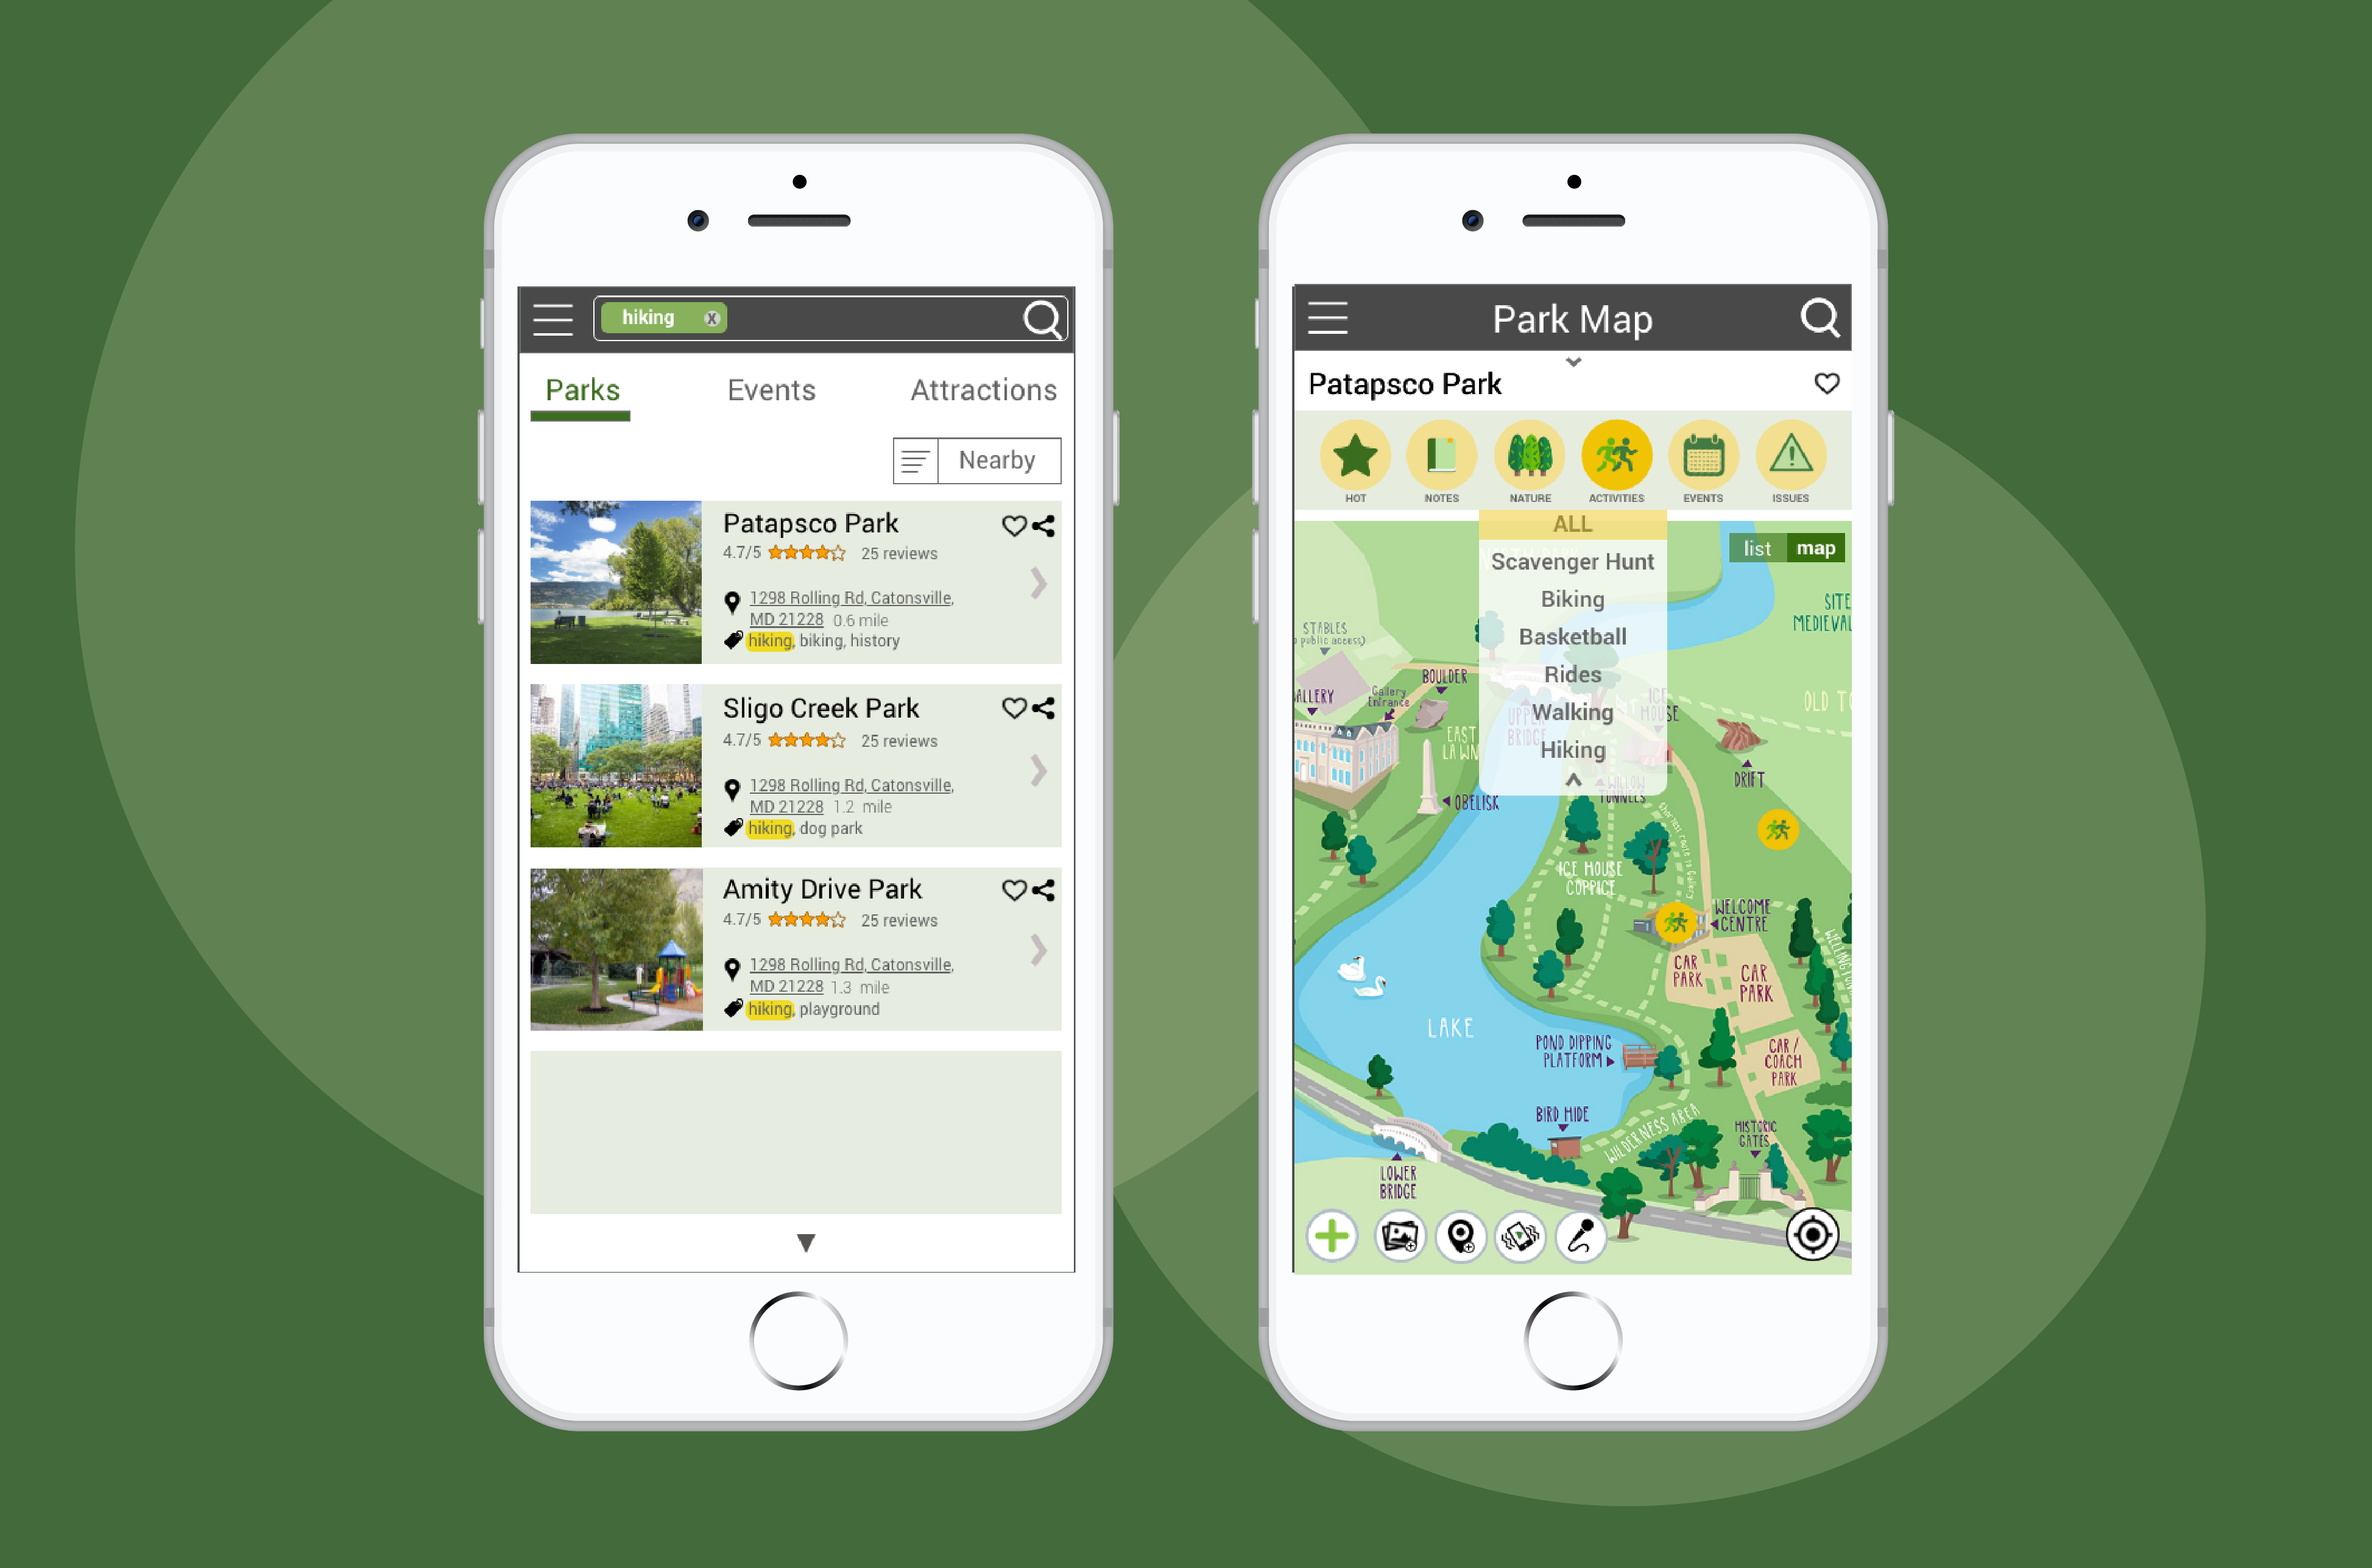 hiking x
Parks Events Attractions
Nearby
Patapsco Park
4.7/5 25 reviews
1298 Rolling Rd, Catonsville,
MD 21228 0.6 mile
hiking, biking, history
Sligo Creek Park
4.7/5 25 reviews
1298 Rolling Rd, Catonsville,
MD 21228 1.2 mile
hiking, dog park
Amity Drive Park
4.7/5 25 reviews
1298 Rolling Rd, Catonsville,
MD 21228 1.3 mile
hiking, playground
Park Map
Patapsco Park
HOT NOTES NATURE ACTIVITIES EVENTS ISSUES
ALL
Scavenger Hunt
Biking
Basketball
Rides
Walking
Hiking
list map
SITE
MEDIEVAL
STABLES
public access)
BOULDER
Gallery
Entrance
ALLERY
ICE
HOUSE
OLD
UPPER
BRIDGE
EAST
LAWN
DRIFT
WILLOW
TUNNELS
OBELISK
ICE HOUSE
COPPICE
WELCOME
CENTRE
CAR
PARK
CAR
PARK
LAKE
POND DIPPING
PLATFORM
CAR /
COACH
PARK
BIRD HIDE
WILDERNESS AREA
HISTORIC
GATES
LOWER
BRIDGE